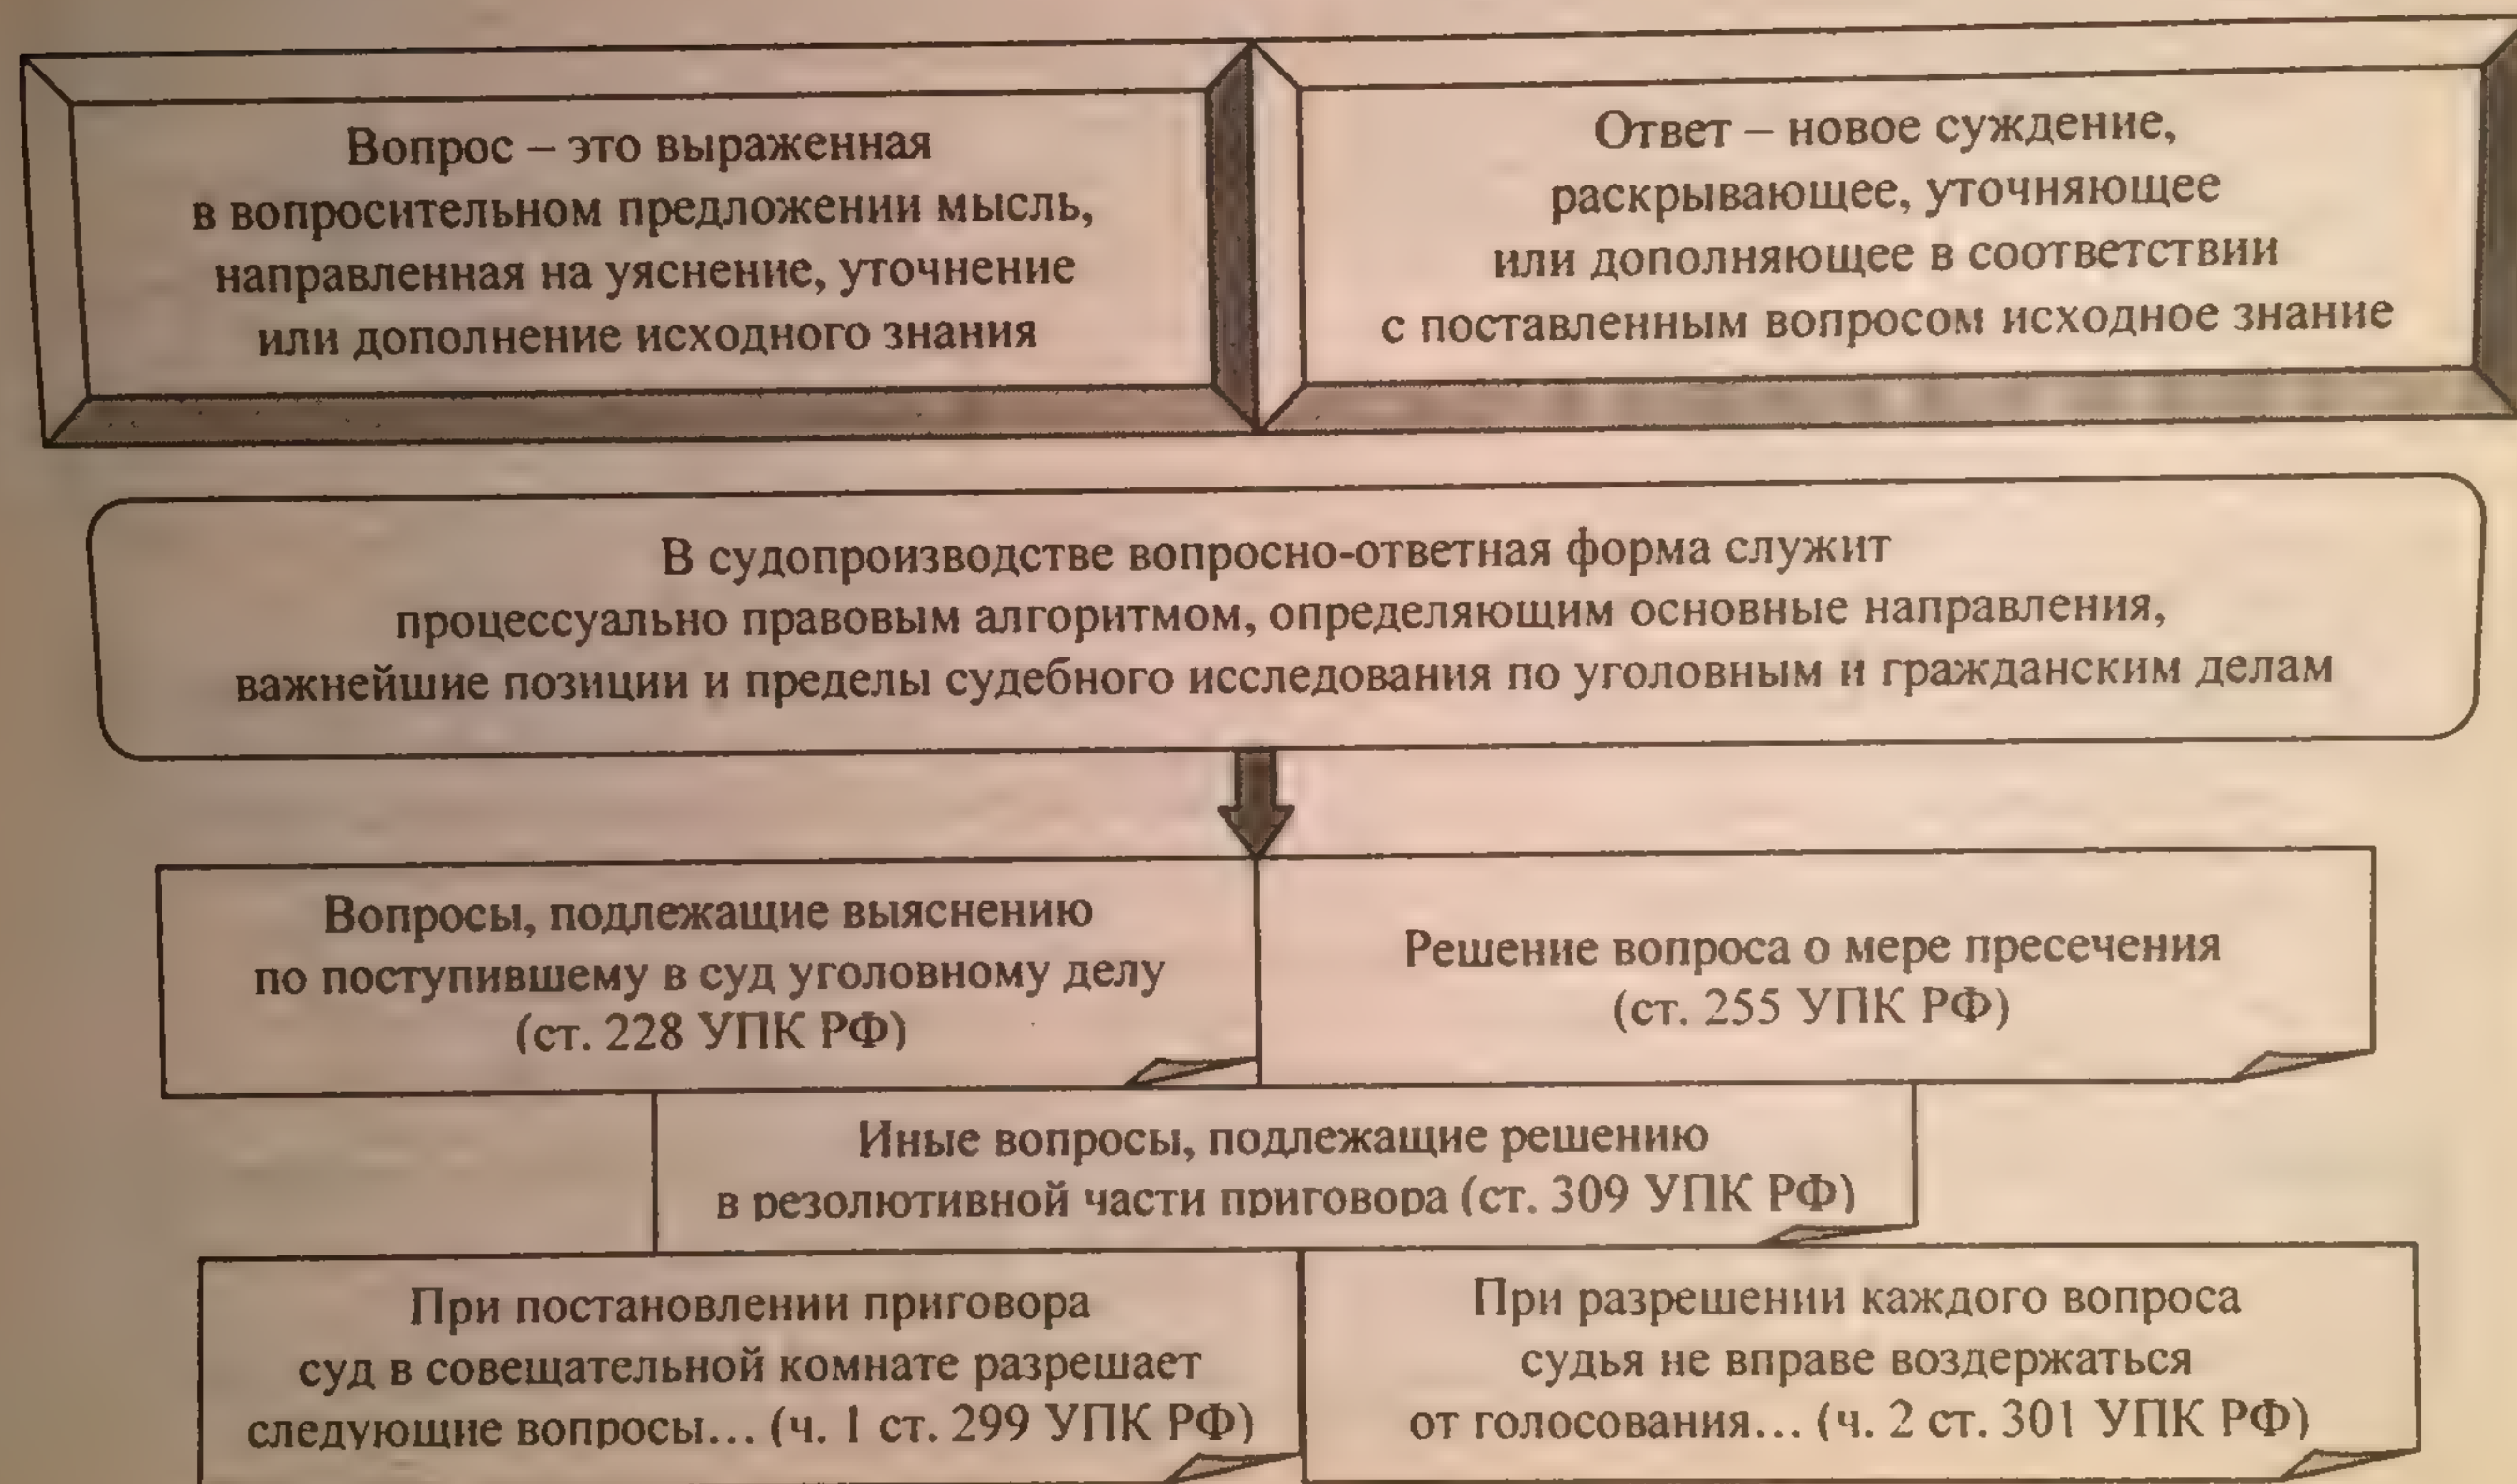 Вопрос – это выраженная
в вопросительном предложении мысль,
направленная на уяснение, уточнение
или дополнение исходного знания
Ответ – новое суждение,
раскрывающее, уточняющее
или дополняющее в соответствии
с поставленным вопросом исходное знание
В судопроизводстве вопросно-ответная форма служит
процессуально правовым алгоритмом, определяющим основные направления,
важнейшие позиции и пределы судебного исследования по уголовным и гражданским делам
Вопросы, подлежащие выяснению
по поступившему в суд уголовному делу
(ст. 228 УПК РФ)
Решение вопроса о мере пресечения
(ст. 255 УПК РФ)
Иные вопросы, подлежащие решению
в резолютивной части приговора (ст. 309 УПК РФ)
При постановлении приговора
суд в совещательной комнате разрешает
следующие вопросы... (ч. 1 ст. 299 УПК РФ)
При разрешении каждого вопроса
судья не вправе воздержаться
от голосования... (ч. 2 ст. 301 УПК РФ)